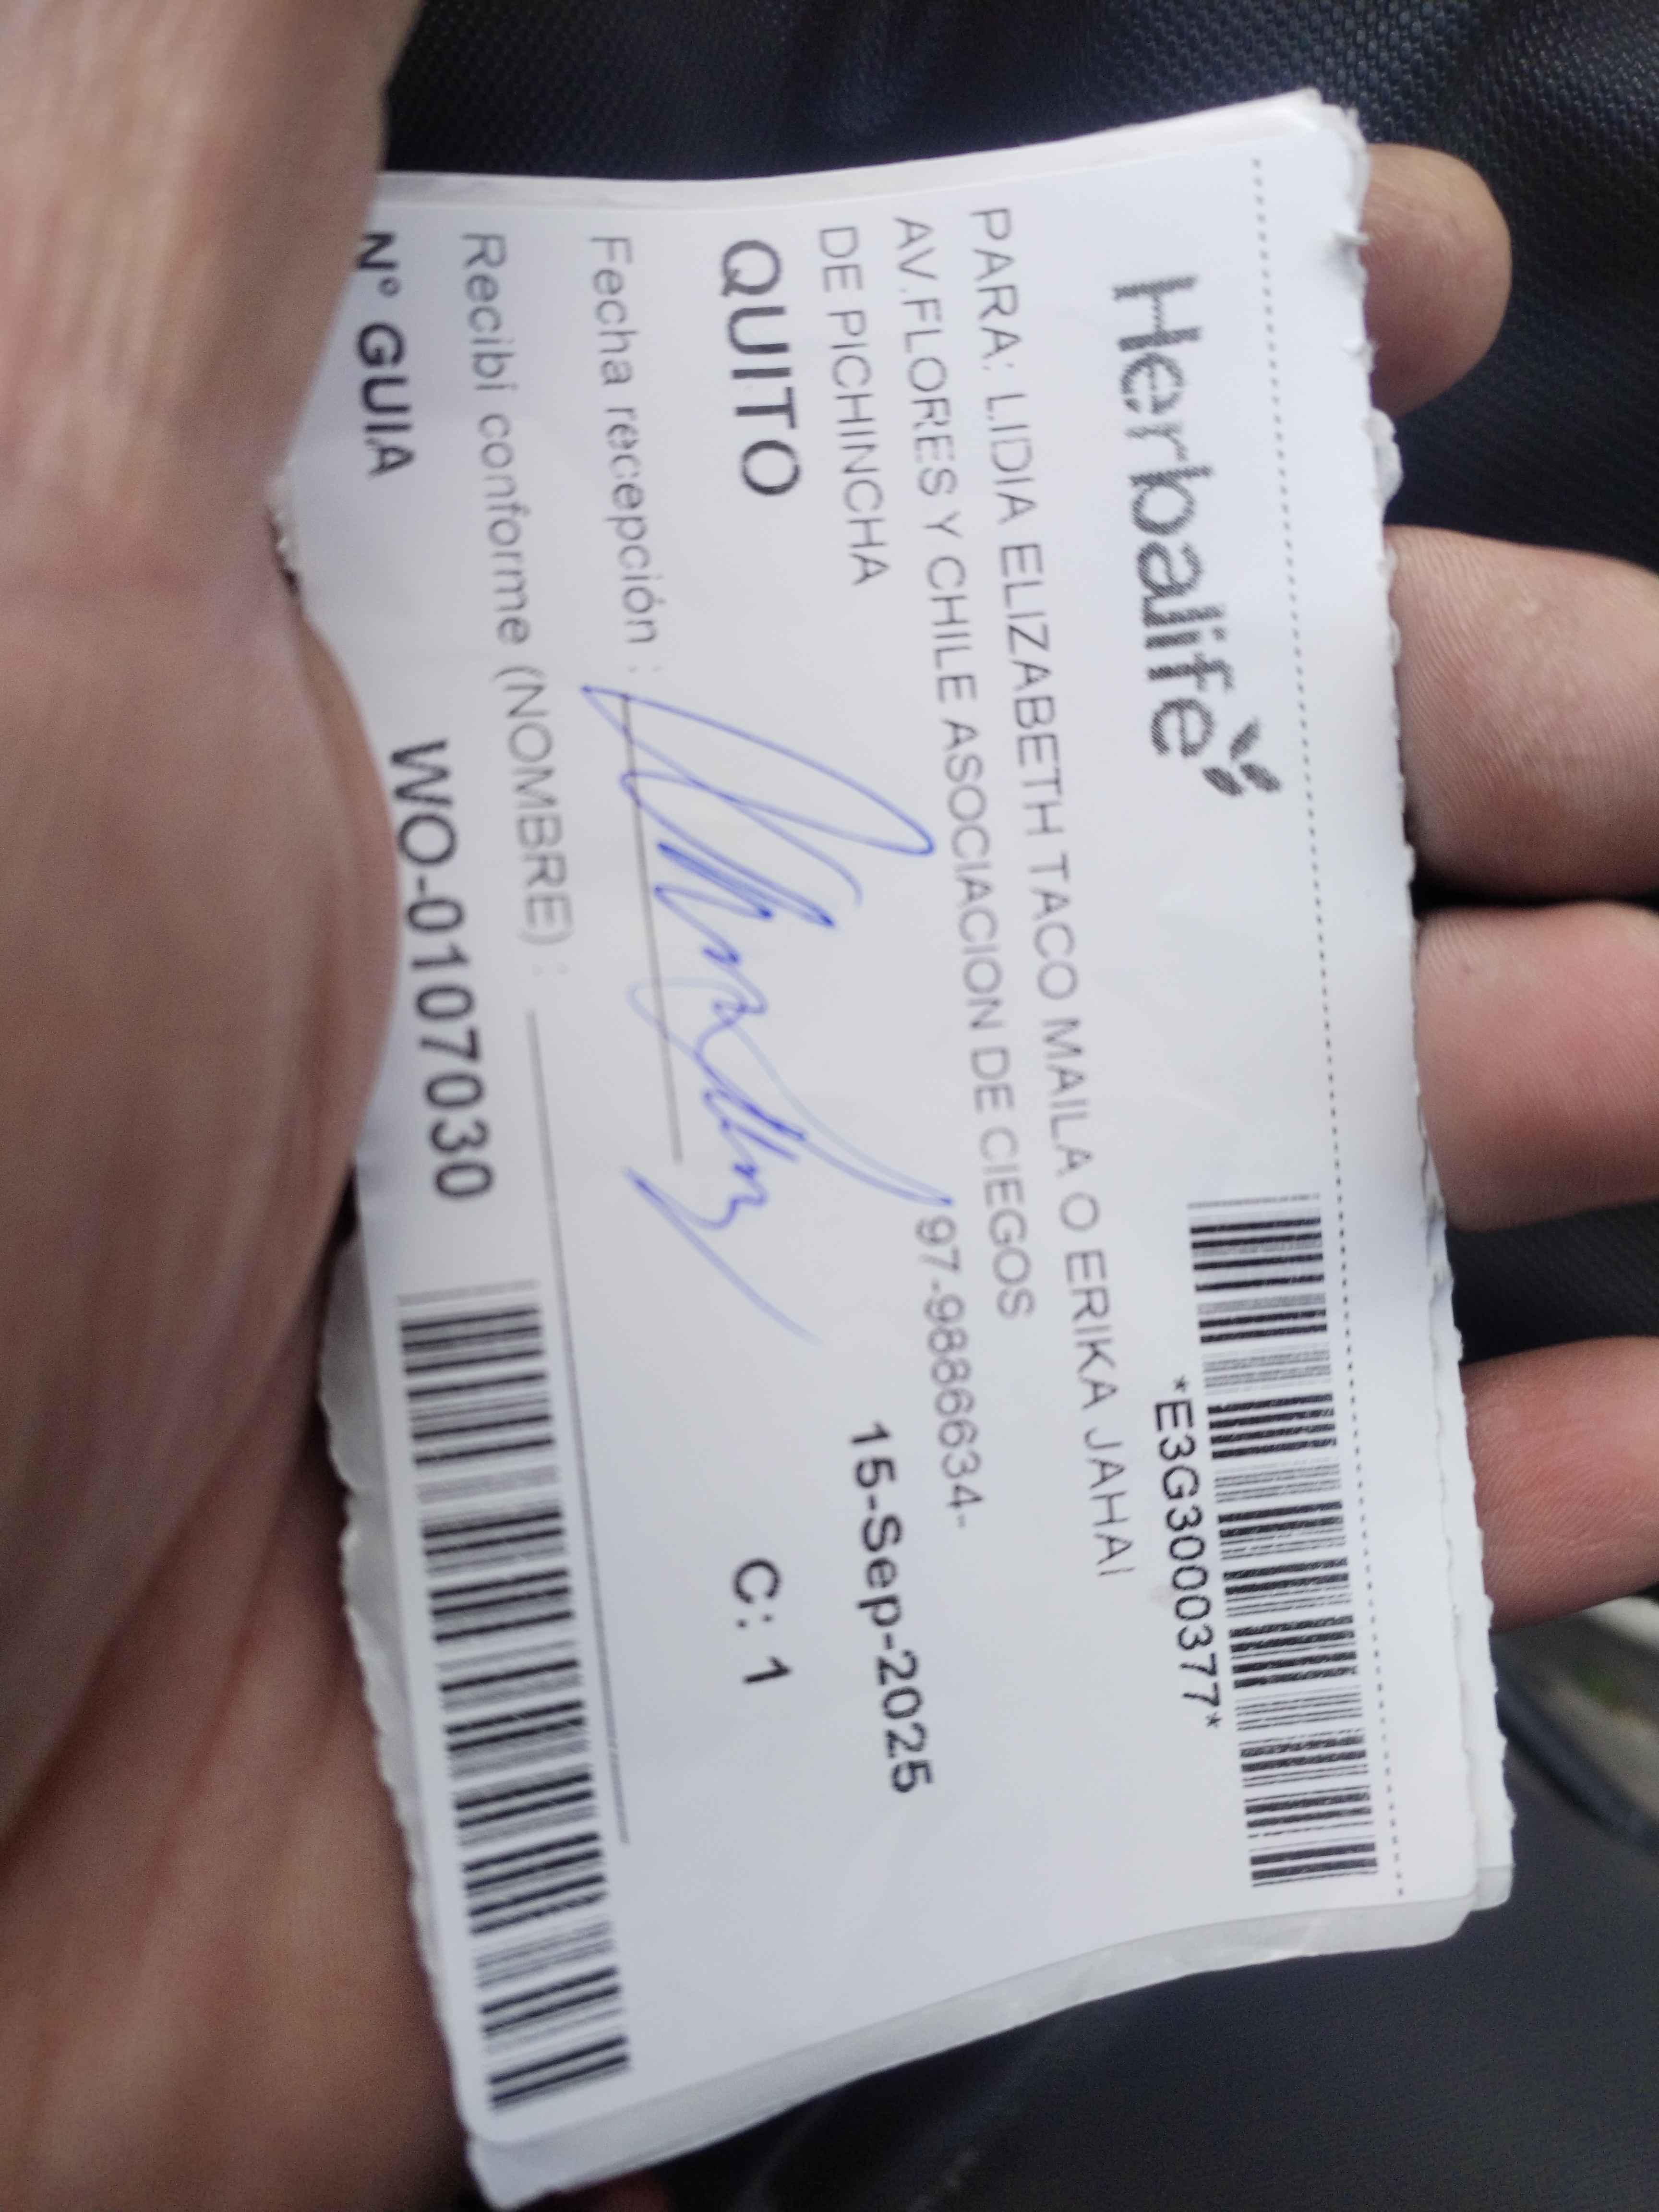 Herbalife
*E3G3000377*
PARA: LIDIA ELIZABETH TACO MAILA O ERIKA JAHAI
AV.FLORES Y CHILE ASOCIACION DE CIEGOS
DE PICHINCHA
97-9886634-
15-Sep-2025
QUITO
C: 1
Fecha recepción :
Recibí conforme (NOMBRE) :
Nº GUIA
WO-0107030